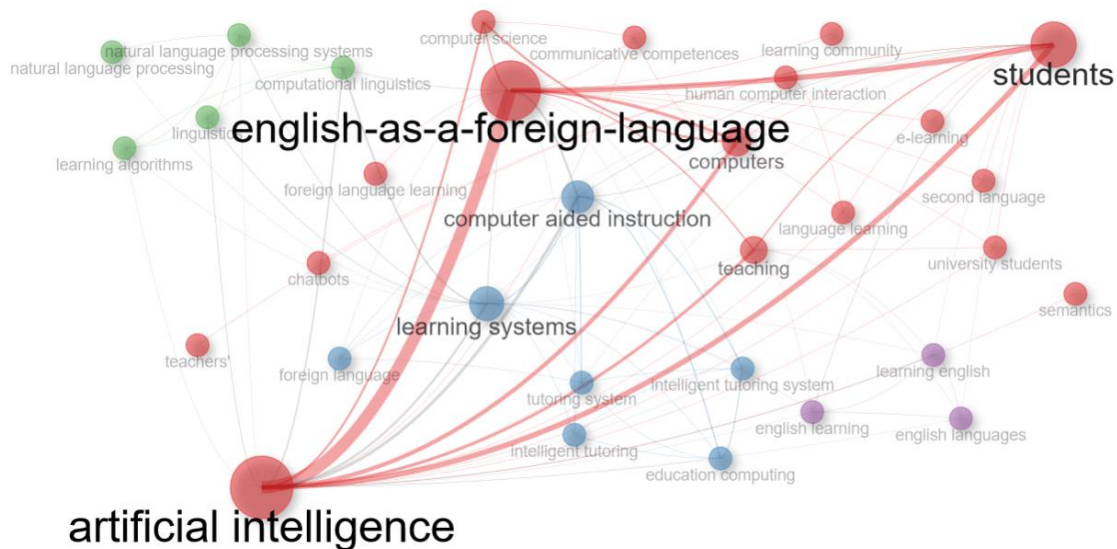 computer science
natural language processing systems
communicative competences
learning community
natural language processing
students
computational linguistics
human computer interaction
english-as-a-foreign-language
linguistics
e-learning
learning algorithms
computers
foreign language learning
second language
computer aided instruction
language learning
teaching
university students
chatbots
semantics
learning systems
teachers'
foreign language
learning english
intelligent tutoring system
tutoring system
english learning
english languages
intelligent tutoring
education computing
artificial intelligence